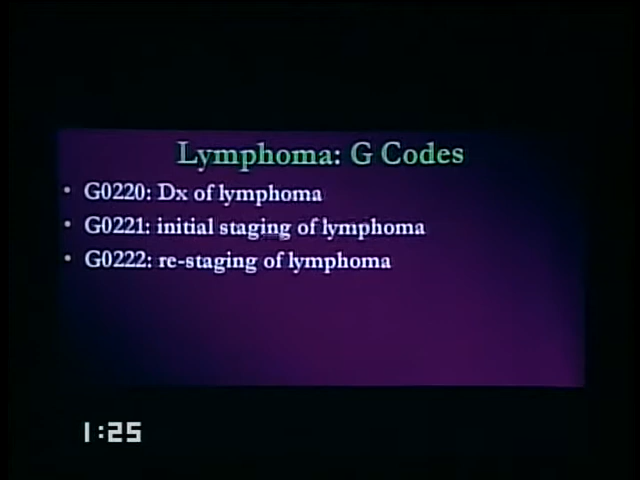 Lymphoma: G Codes
• G0220: Dx of lymphoma
• G0221: initial staging of lymphoma
• G0222: re-staging of lymphoma
1:25